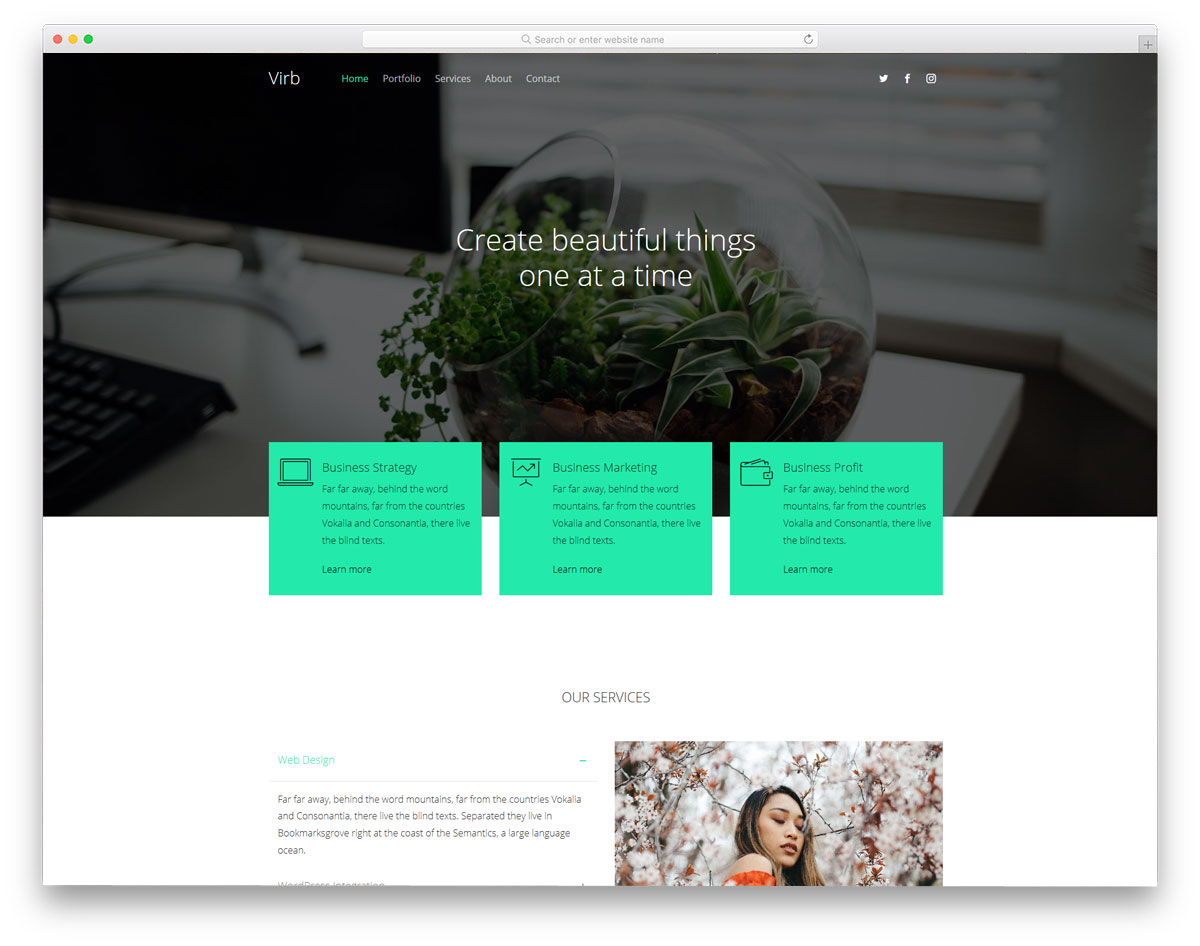 Search or enter website name
Virb Home Portfolio Services About Contact
Create beautiful things
one at a time
Business Strategy
Far far away, behind the word
mountains, far from the countries
Vokalia and Consonantia, there live
the blind texts.
Learn more
Business Marketing
Far far away, behind the word
mountains, far from the countries
Vokalia and Consonantia, there live
the blind texts.
Learn more
Business Profit
Far far away, behind the word
mountains, far from the countries
Vokalia and Consonantia, there live
the blind texts.
Learn more
OUR SERVICES
Web Design
Far far away, behind the word mountains, far from the countries Vokalia
and Consonantia, there live the blind texts. Separated they live in
Bookmarksgrove right at the coast of the Semantics, a large language
ocean.
WordPress Integration